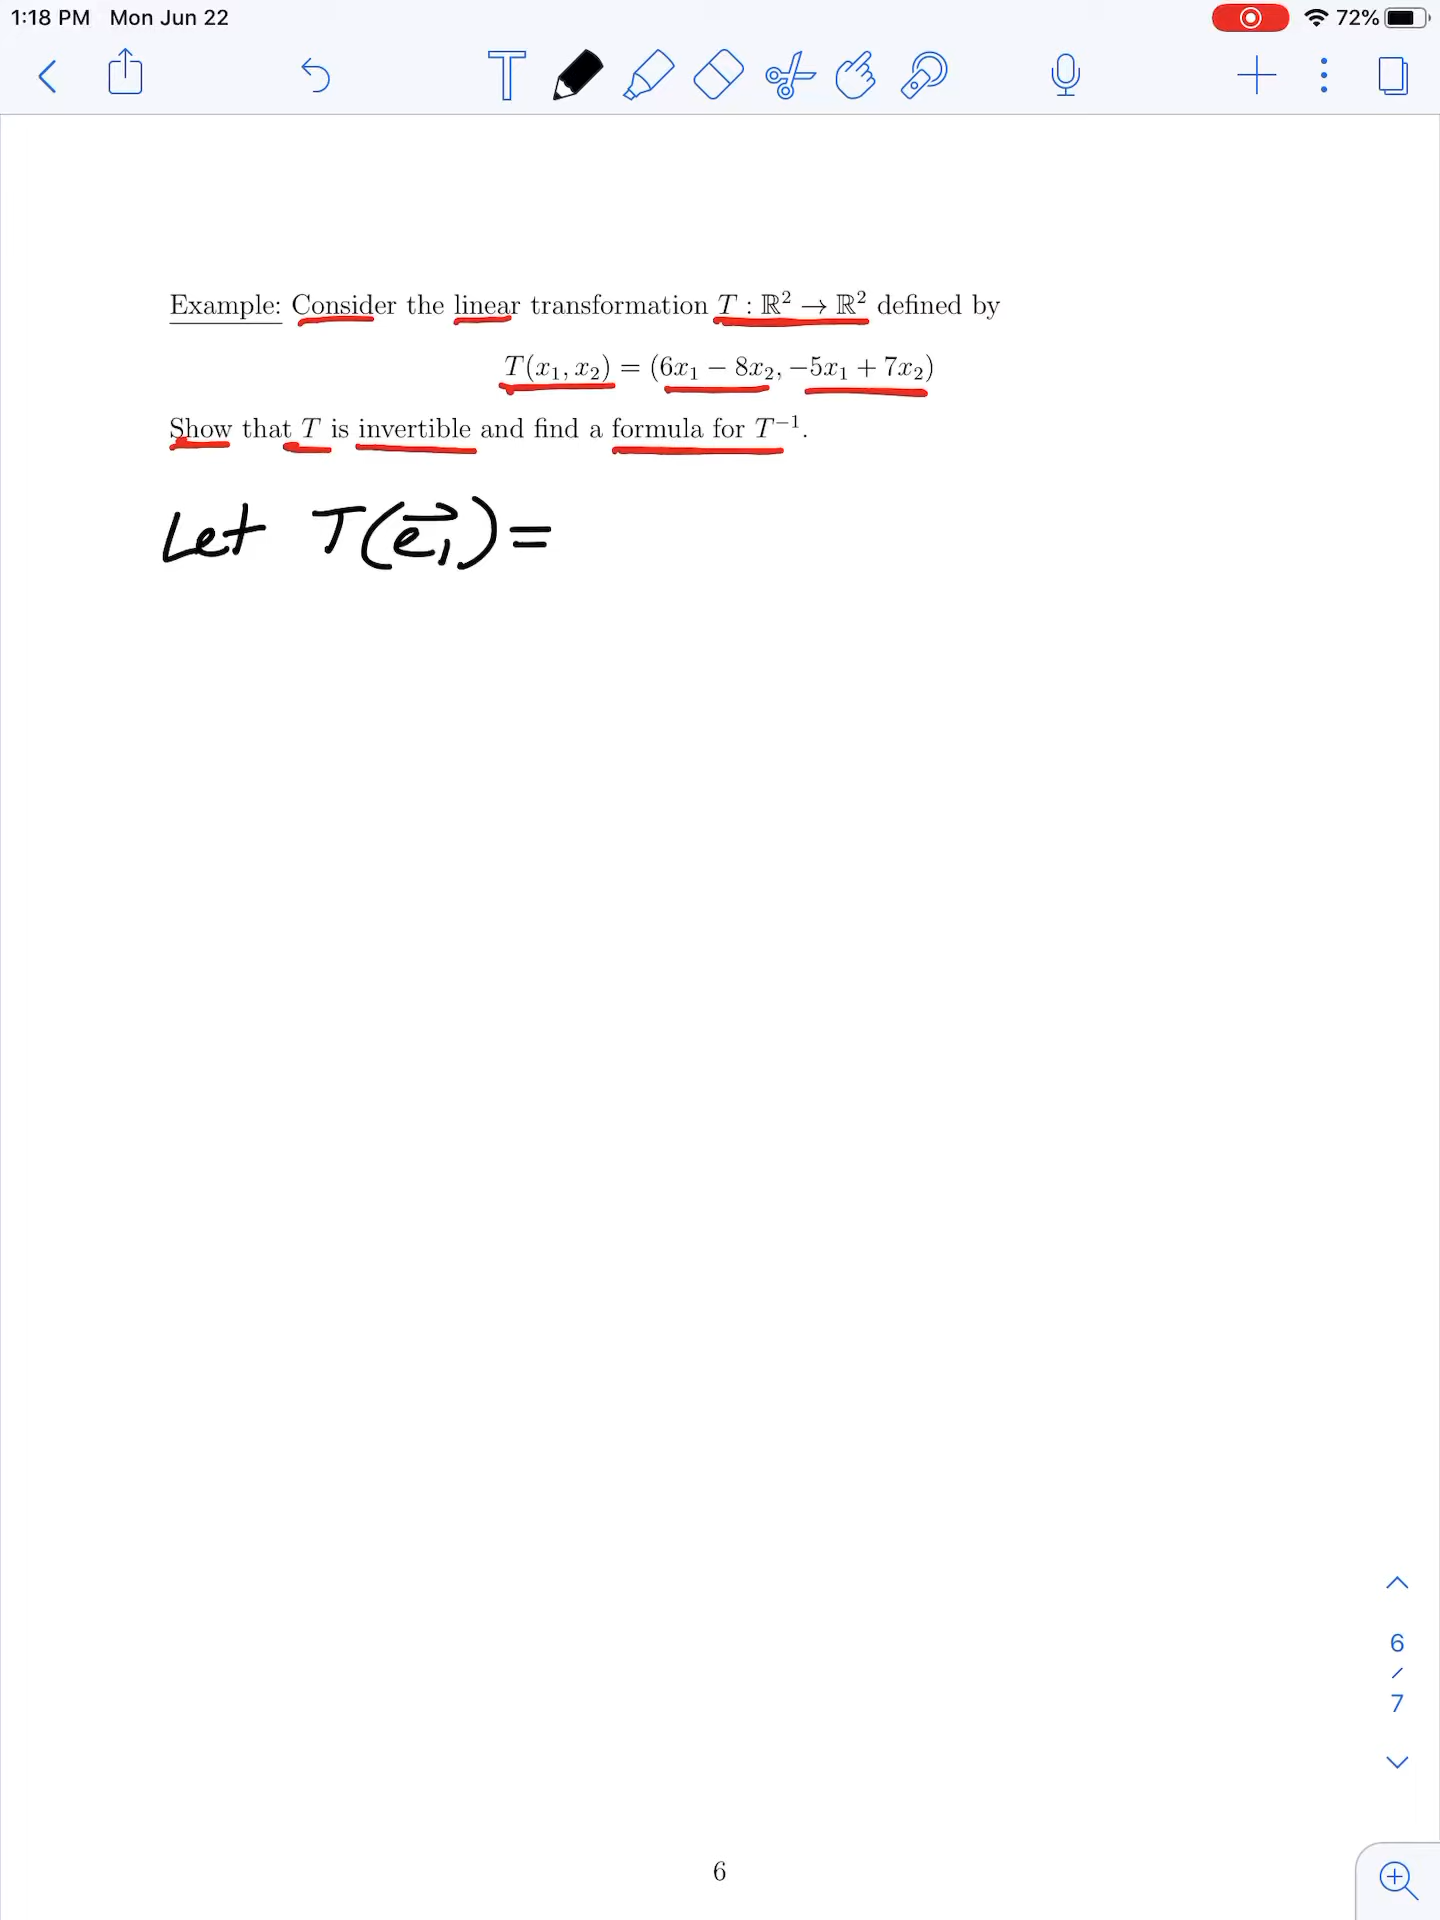 1:18 PM Mon Jun 22 72%
T
Example: Consider the linear transformation T : ℝ² → ℝ² defined by
T(x₁, x₂) = (6x₁ − 8x₂, −5x₁ + 7x₂)
Show that T is invertible and find a formula for T⁻¹.
Let T(e⃗₁) =
6
/
7
6